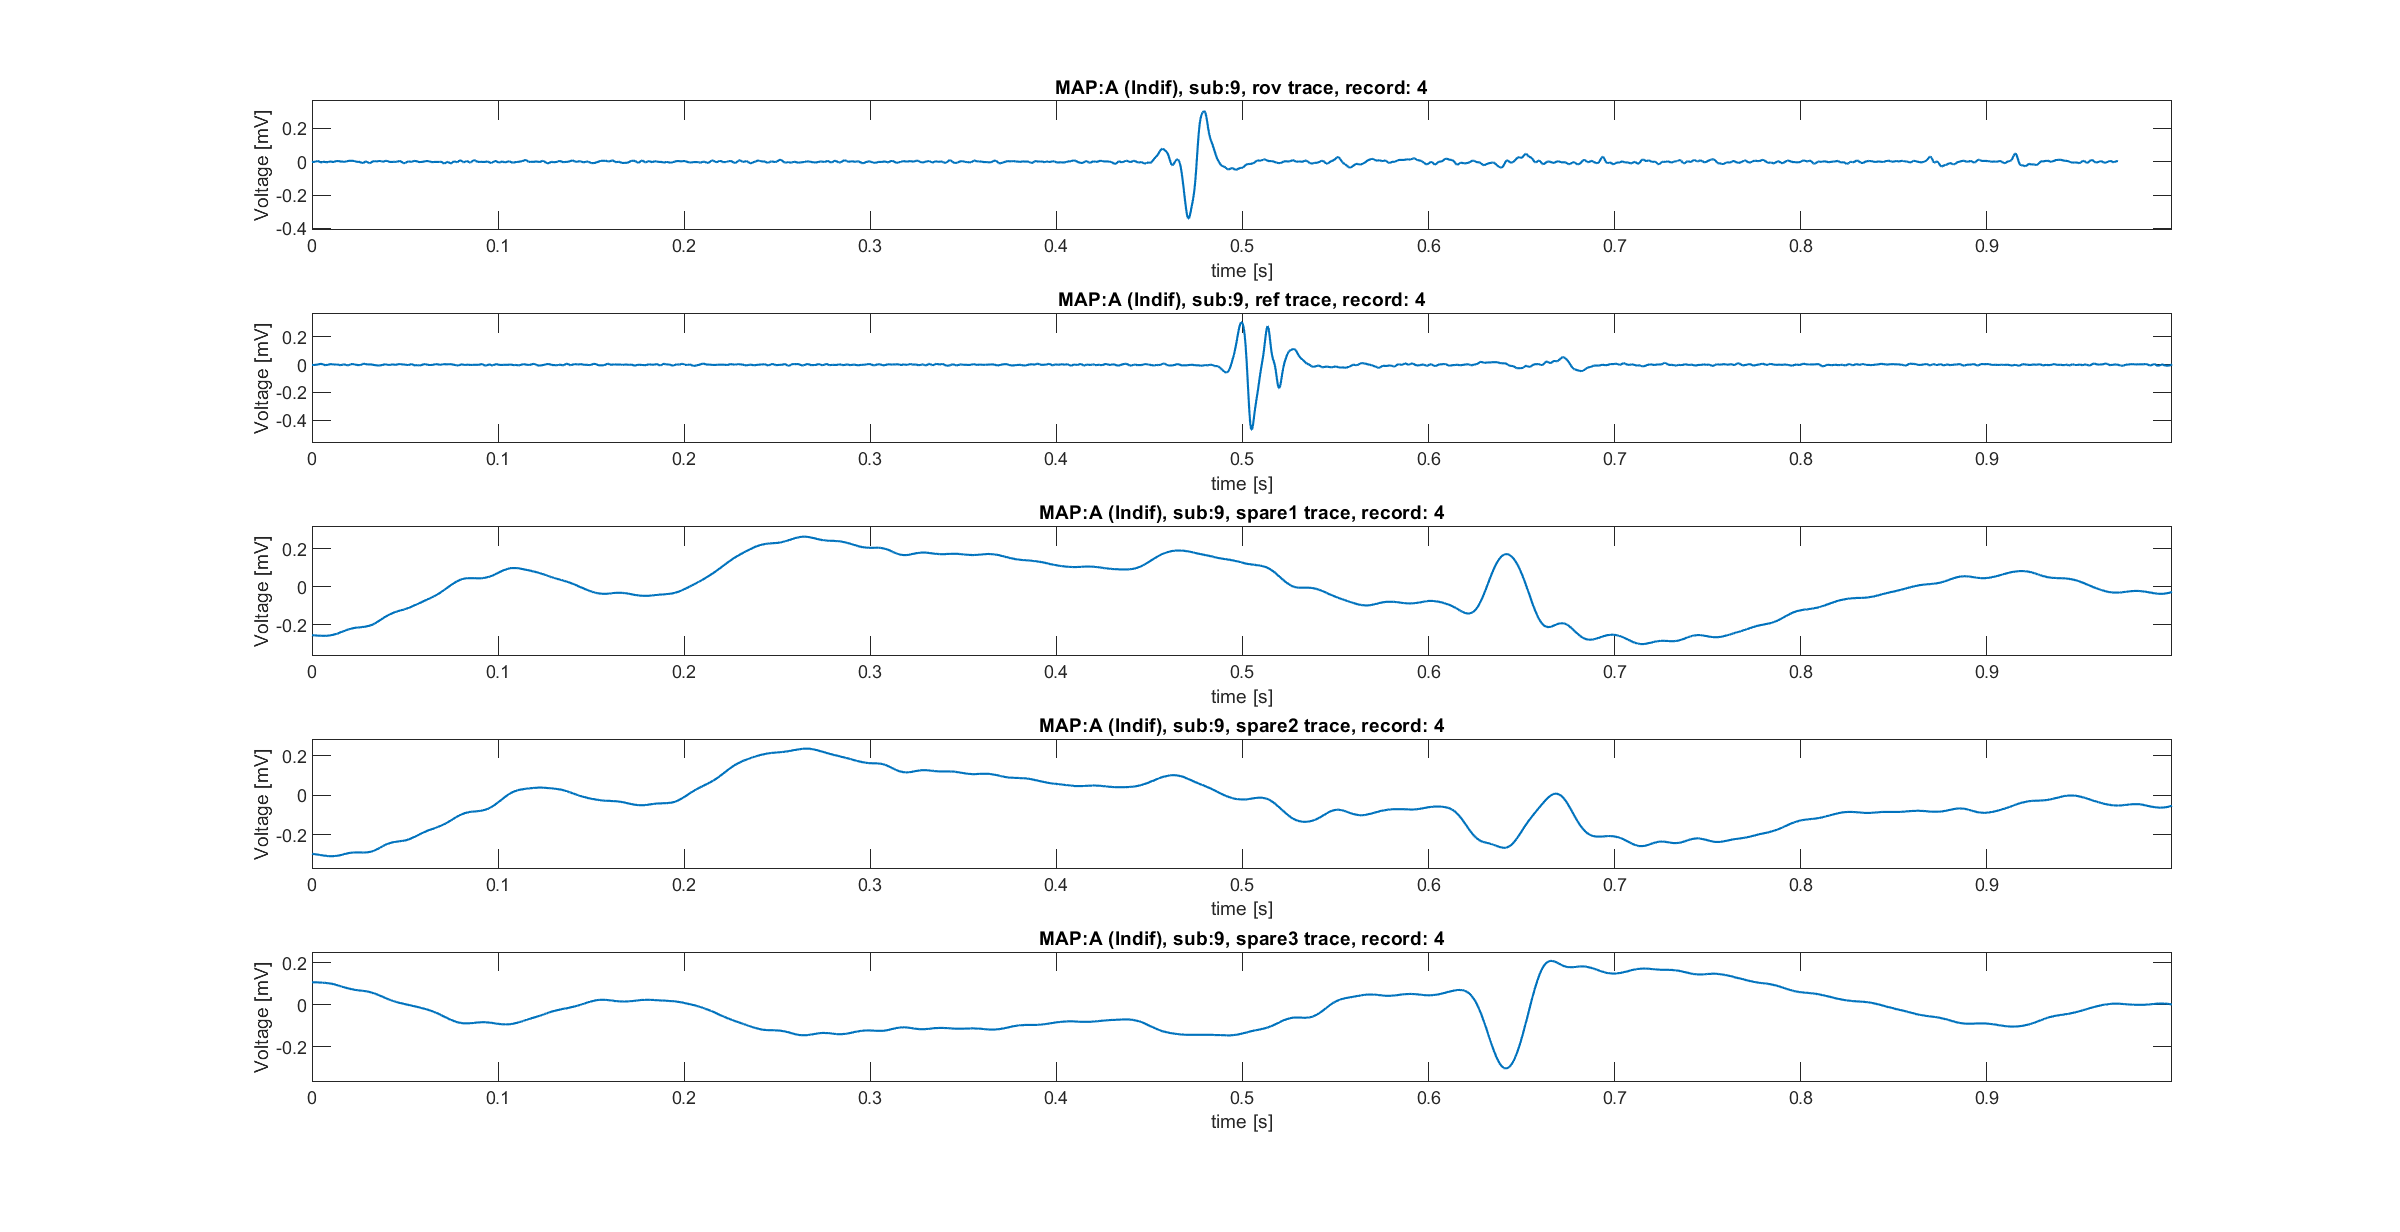 MAP:A (Indif), sub:9, rov trace, record: 4
Voltage [mV]
0.2
0
-0.2
-0.4
0 0.1 0.2 0.3 0.4 0.5 0.6 0.7 0.8 0.9
time [s]
MAP:A (Indif), sub:9, ref trace, record: 4
Voltage [mV]
0.2
0
-0.2
-0.4
0 0.1 0.2 0.3 0.4 0.5 0.6 0.7 0.8 0.9
time [s]
MAP:A (Indif), sub:9, spare1 trace, record: 4
Voltage [mV]
0.2
0
-0.2
0 0.1 0.2 0.3 0.4 0.5 0.6 0.7 0.8 0.9
time [s]
MAP:A (Indif), sub:9, spare2 trace, record: 4
Voltage [mV]
0.2
0
-0.2
0 0.1 0.2 0.3 0.4 0.5 0.6 0.7 0.8 0.9
time [s]
MAP:A (Indif), sub:9, spare3 trace, record: 4
Voltage [mV]
0.2
0
-0.2
0 0.1 0.2 0.3 0.4 0.5 0.6 0.7 0.8 0.9
time [s]